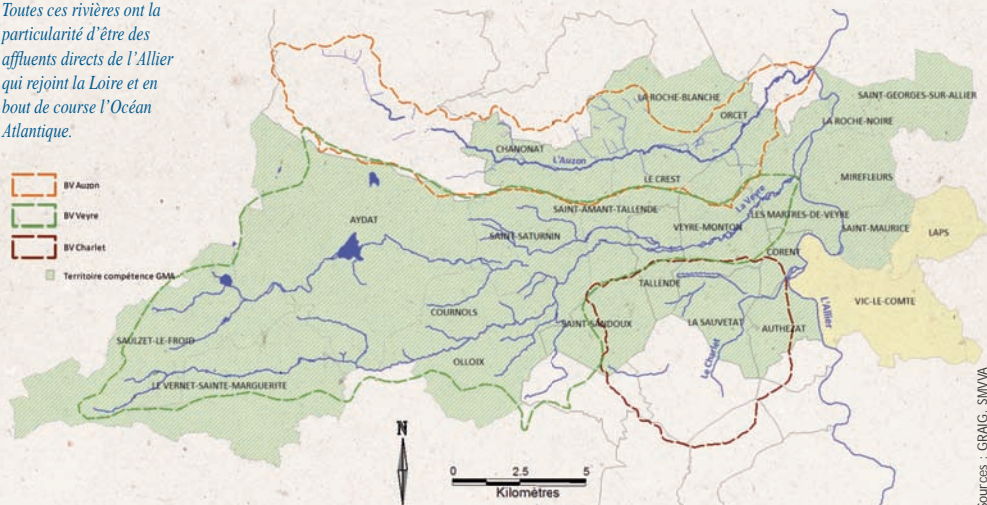 Toutes ces rivières ont la
particularité d'être des
affluents directs de l'Allier
qui rejoint la Loire et en
bout de course l'Océan
Atlantique.
BV Auzon
BV Veyre
BV Charlet
Territoire compétence GMA
LA ROCHE-BLANCHE
SAINT-GEORGES-SUR-ALLIER
ORCET
LA ROCHE-NOIRE
CHANONAT
L'Auzon
LE CREST
MIREFLEURS
La Veyre
SAINT-AMANT-TALLENDE
LES MARTRES-DE-VEYRE
AYDAT
SAINT-SATURNIN
VEYRE-MONTON
SAINT-MAURICE
LAPS
CORENT
TALLENDE
VIC-LE-COMTE
L'Allier
COURNOLS
SAINT-SANDOUX
LA SAUVETAT
AUTHEZAT
SAULZET-LE-FROID
Le Charlet
OLLOIX
LE VERNET-SAINTE-MARGUERITE
N
0 2.5 5
Kilomètres
Sources : GRAIG, SMVVA